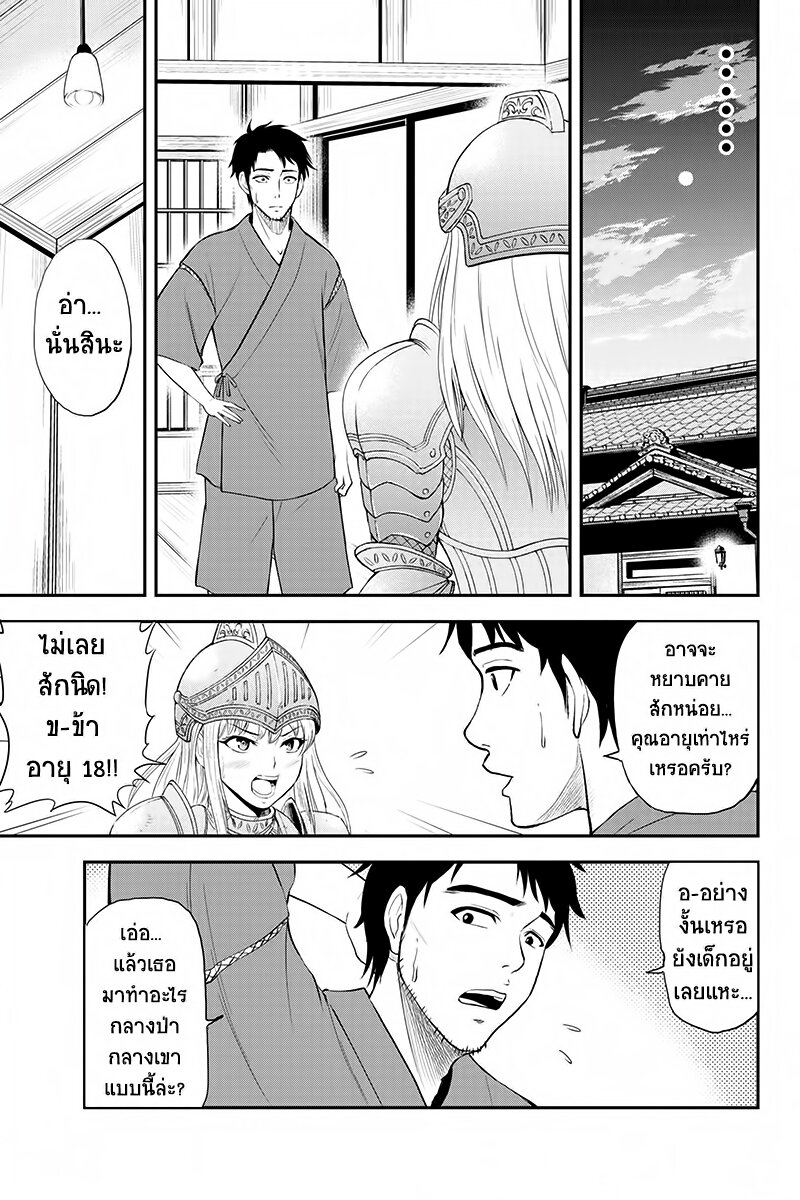 อ่า...
นั่นสินะ
อาจจะ
หยาบคาย
สักหน่อย...
คุณอายุเท่าไหร่
เหรอครับ?
ไม่เลย
สักนิด!
ข-ข้า
อายุ 18!!
อ-อย่าง
งั้นเหรอ
ยังเด็กอยู่
เลยแหะ...
เอ่อ...
แล้วเธอ
มาทำอะไร
กลางป่า
กลางเขา
แบบนี้ล่ะ?